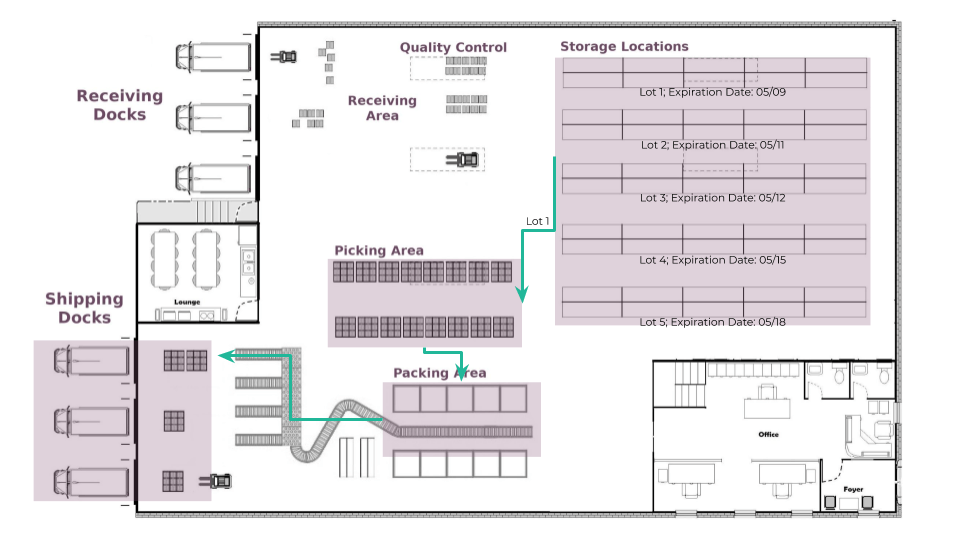 Quality Control
Storage Locations
Receiving
Docks
Receiving
Area
Lot 1; Expiration Date: 05/09
Lot 2; Expiration Date: 05/11
Lot 3; Expiration Date: 05/12
Lot 1
Picking Area
Lot 4; Expiration Date: 05/15
Lounge
Shipping
Docks
Lot 5; Expiration Date: 05/18
Packing Area
Office
Foyer